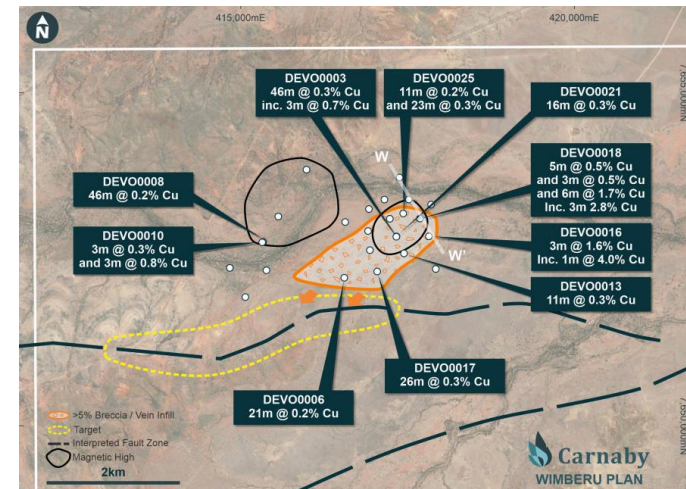 N
415,000mE
420,000mE
7,655,000mN
DEVO0003
46m @ 0.3% Cu
inc. 3m @ 0.7% Cu
DEVO0025
11m @ 0.2% Cu
and 23m @ 0.3% Cu
DEVO0021
16m @ 0.3% Cu
DEVO0018
5m @ 0.5% Cu
and 3m @ 0.5% Cu
and 6m @ 1.7% Cu
Inc. 3m 2.8% Cu
W
DEVO0008
46m @ 0.2% Cu
DEVO0010
3m @ 0.3% Cu
and 3m @ 0.8% Cu
DEVO0016
3m @ 1.6% Cu
Inc. 1m @ 4.0% Cu
W'
DEVO0013
11m @ 0.3% Cu
DEVO0017
26m @ 0.3% Cu
DEVO0006
21m @ 0.2% Cu
>5% Breccia / Vein Infill
Target
Interpreted Fault Zone
Magnetic High
2km
Carnaby
WIMBERU PLAN